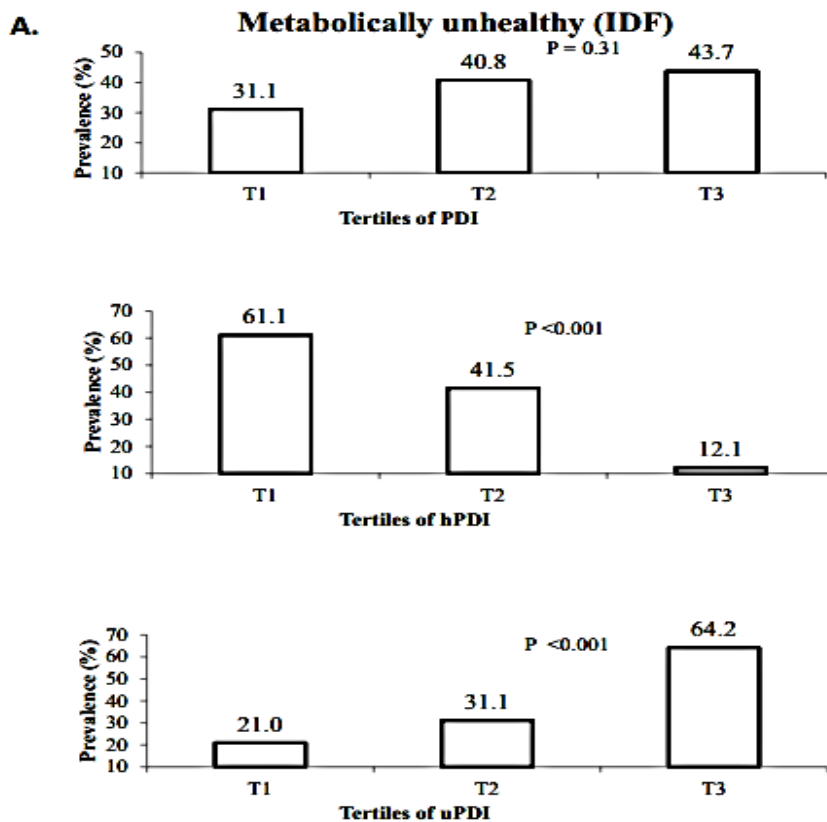 A.
Metabolically unhealthy (IDF)
P = 0.31
Prevalence (%)
50
40
30
20
10
31.1
40.8
43.7
T1 T2 T3
Tertiles of PDI
P <0.001
Prevalence (%)
70
60
50
40
30
20
10
61.1
41.5
12.1
T1 T2 T3
Tertiles of hPDI
P <0.001
Prevalence (%)
70
60
50
40
30
20
10
21.0
31.1
64.2
T1 T2 T3
Tertiles of uPDI